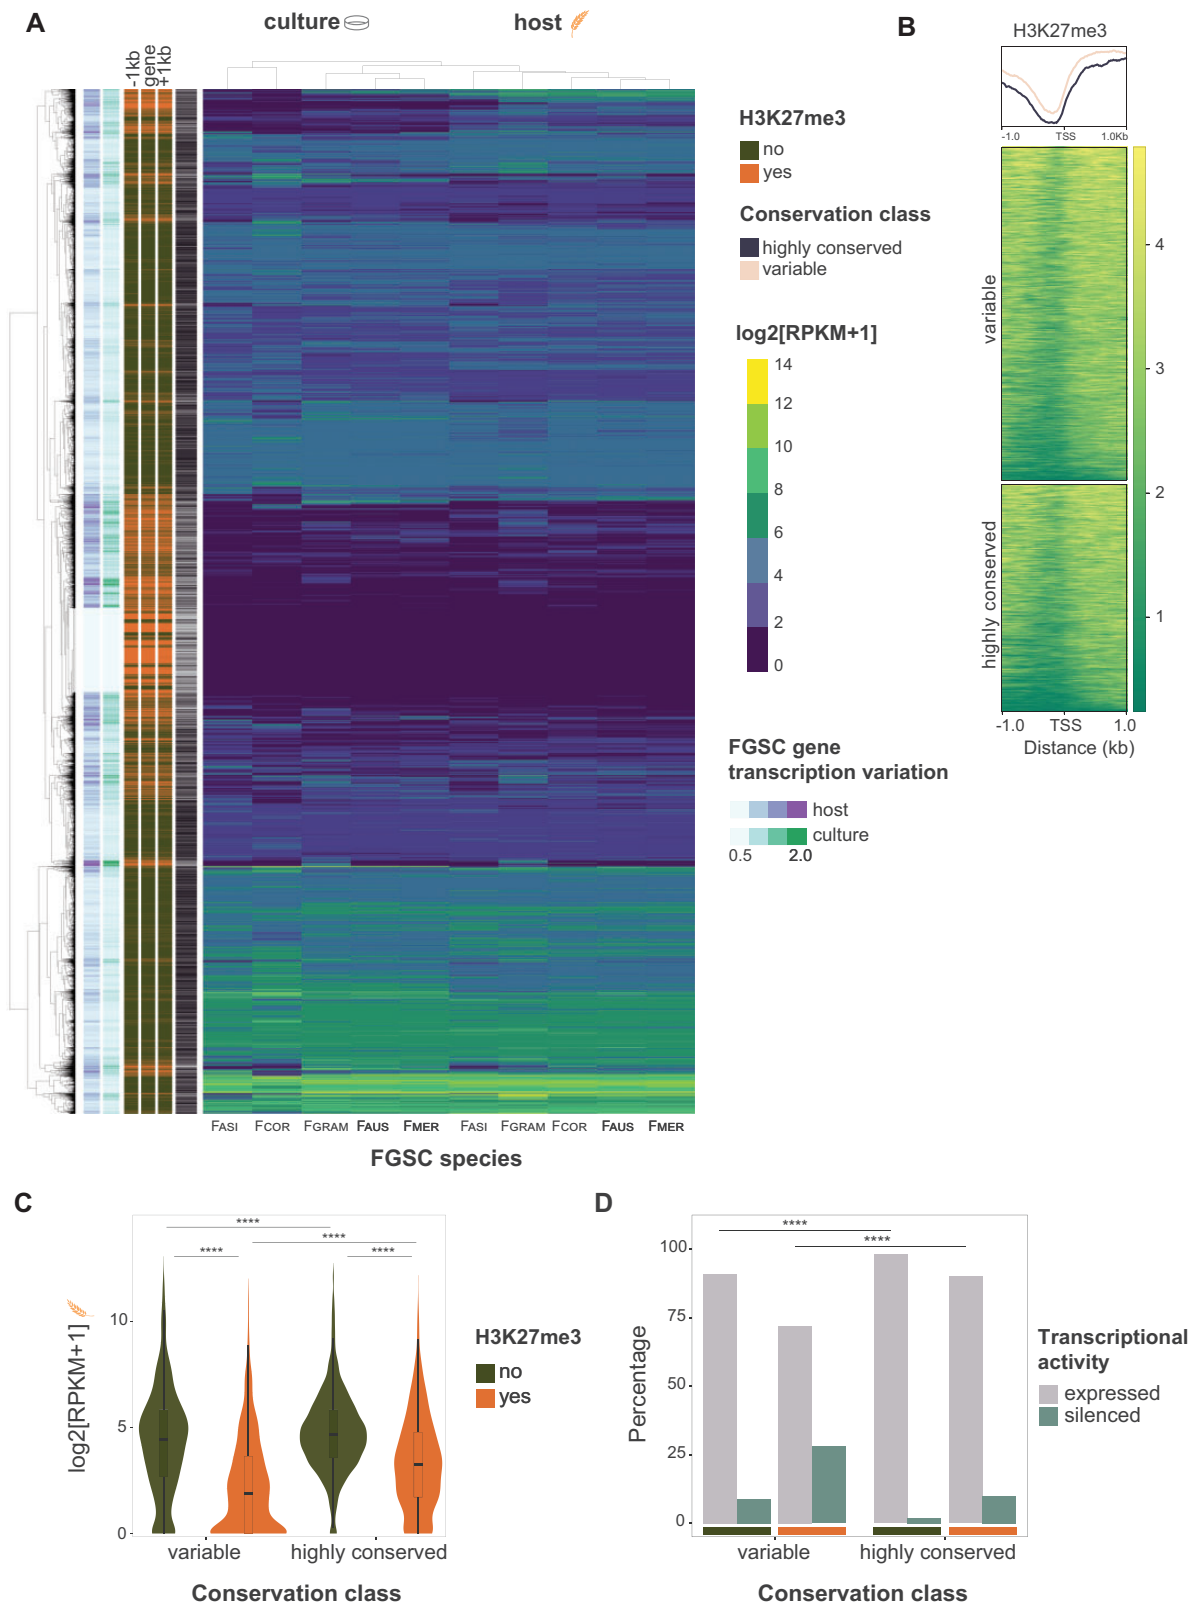 A
culture
host
-1kb
gene
+1kb
H3K27me3
no
yes
Conservation class
highly conserved
variable
log2[RPKM+1]
14
12
10
8
6
4
2
0
FGSC gene
transcription variation
host
culture
0.5 2.0
FASI FCOR FGRAM FAUS FMER FASI FGRAM FCOR FAUS FMER
FGSC species
B
H3K27me3
-1.0 TSS 1.0Kb
variable
highly conserved
4
3
2
1
-1.0 TSS 1.0
Distance (kb)
C
****
****
**** ****
log2[RPKM+1]
10
5
0
variable highly conserved
Conservation class
H3K27me3
no
yes
D
****
****
Percentage
100
75
50
25
0
variable highly conserved
Conservation class
Transcriptional
activity
expressed
silenced